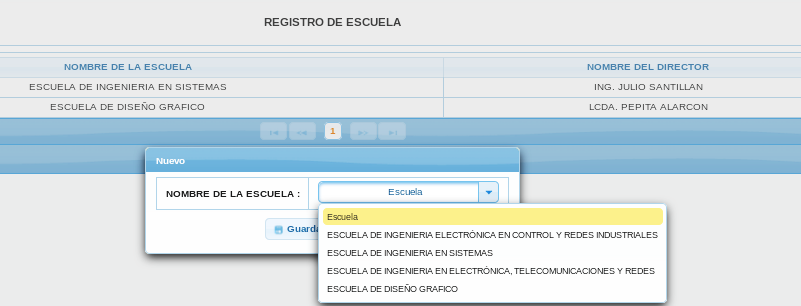 REGISTRO DE ESCUELA
NOMBRE DE LA ESCUELA NOMBRE DEL DIRECTOR
ESCUELA DE INGENIERIA EN SISTEMAS ING. JULIO SANTILLAN
ESCUELA DE DISEÑO GRAFICO LCDA. PEPITA ALARCON
1
Nuevo
NOMBRE DE LA ESCUELA : Escuela
Escuela
ESCUELA DE INGENIERIA ELECTRÓNICA EN CONTROL Y REDES INDUSTRIALES
ESCUELA DE INGENIERIA EN SISTEMAS
ESCUELA DE INGENIERIA EN ELECTRÓNICA, TELECOMUNICACIONES Y REDES
ESCUELA DE DISEÑO GRAFICO
Guarda